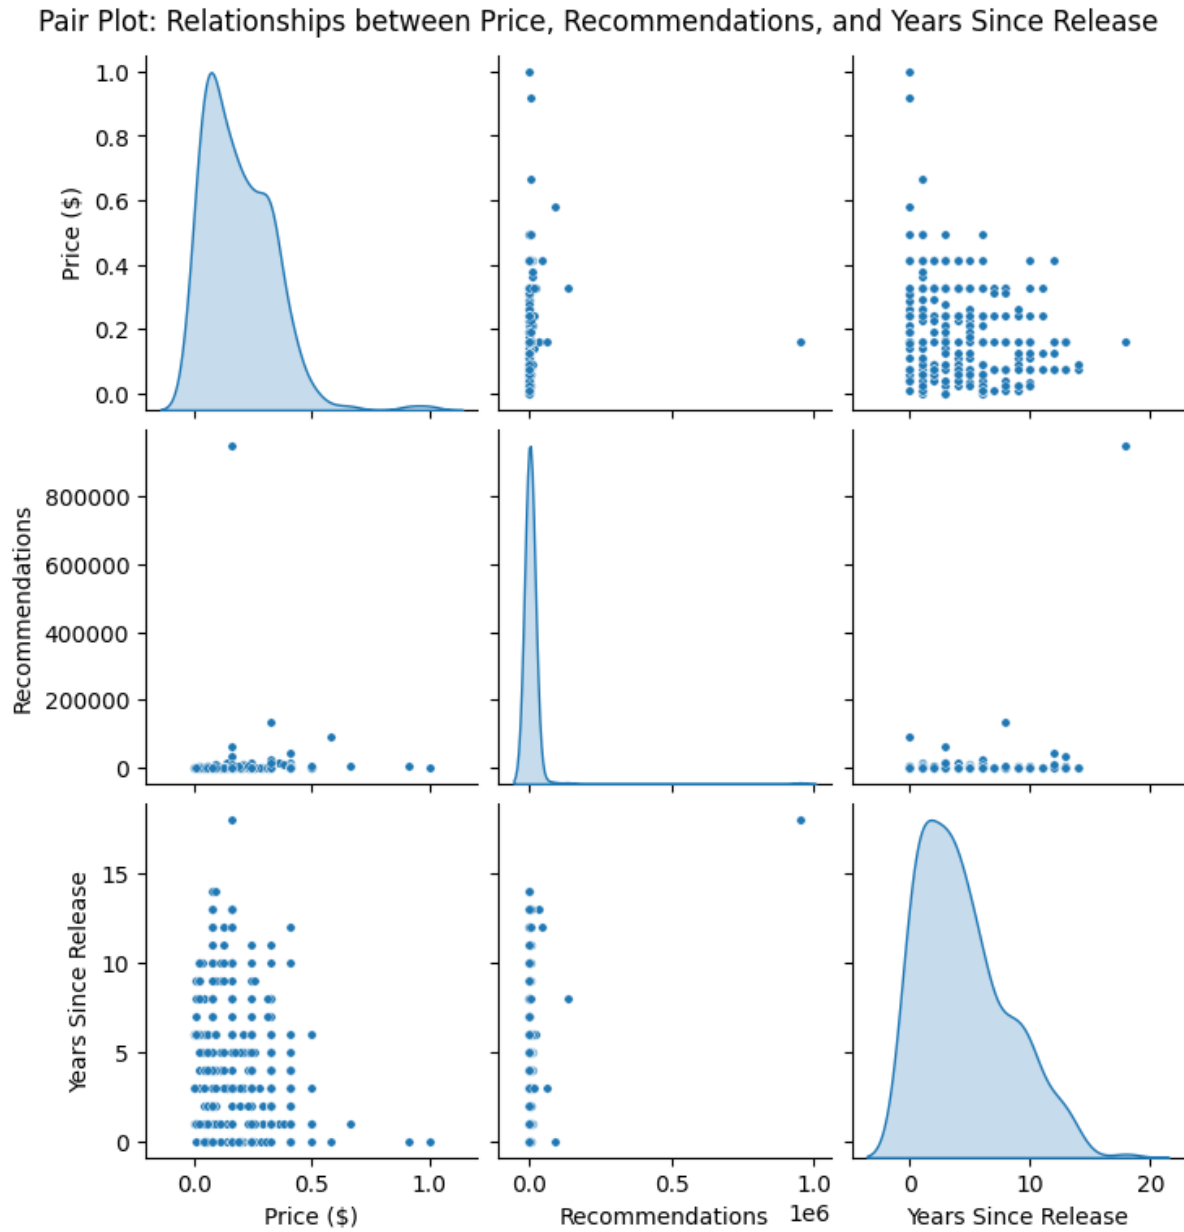 Pair Plot: Relationships between Price, Recommendations, and Years Since Release
1.0
0.8
0.6
0.4
0.2
0.0
Price ($)
800000
600000
400000
200000
0
Recommendations
15
10
5
0
Years Since Release
0.0 0.5 1.0
Price ($)
0.0 0.5 1.0
1e6
Recommendations
0 10 20
Years Since Release